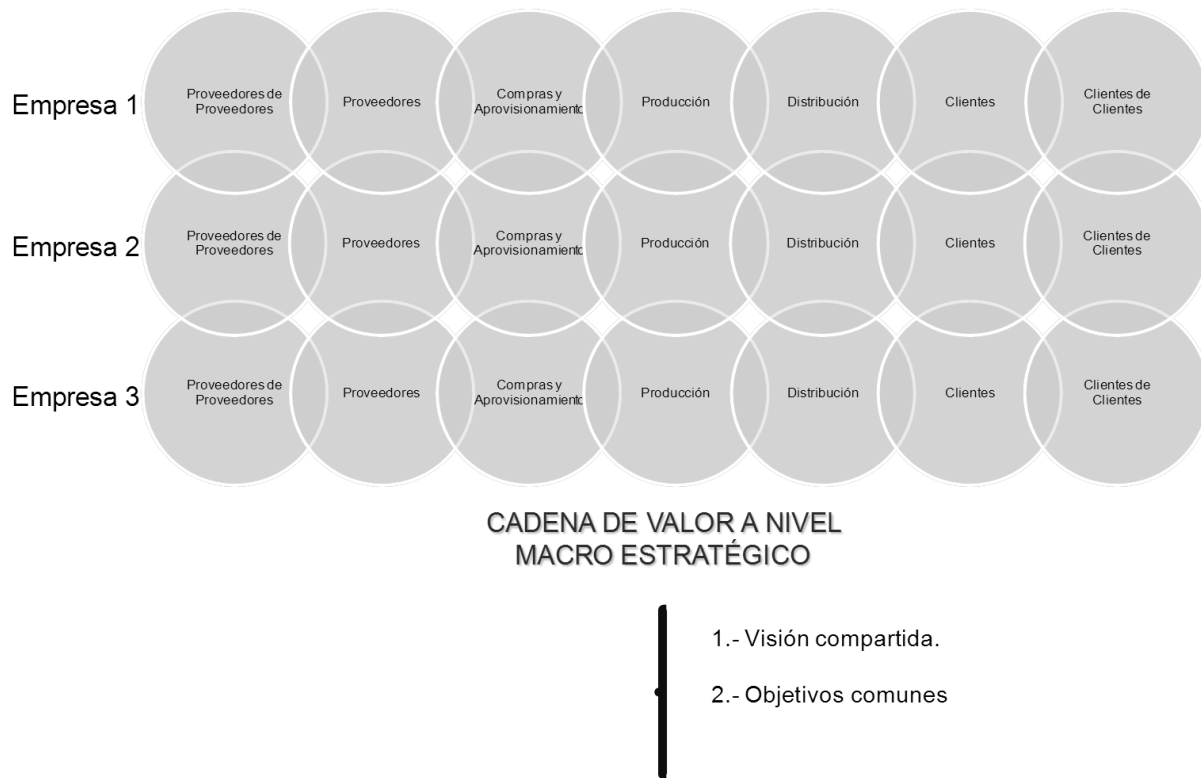 Empresa 1
Proveedores de
Proveedores
Proveedores
Compras y
Aprovisionamiento
Producción
Distribución
Clientes
Clientes de
Clientes
Empresa 2
Proveedores de
Proveedores
Proveedores
Compras y
Aprovisionamiento
Producción
Distribución
Clientes
Clientes de
Clientes
Empresa 3
Proveedores de
Proveedores
Proveedores
Compras y
Aprovisionamiento
Producción
Distribución
Clientes
Clientes de
Clientes
CADENA DE VALOR A NIVEL
MACRO ESTRATÉGICO
1.- Visión compartida.
2.- Objetivos comunes